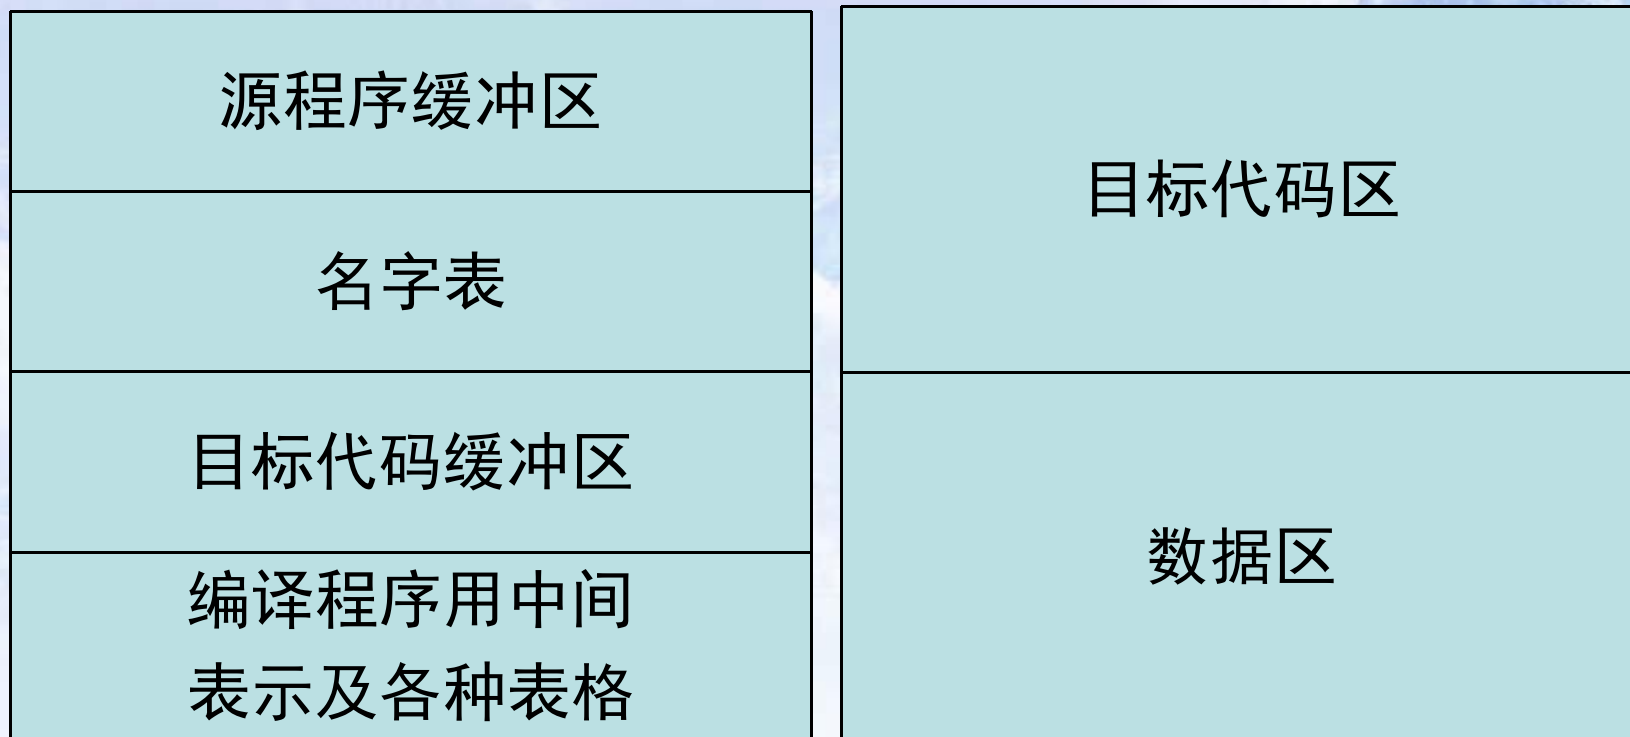 源程序缓冲区
名字表
目标代码缓冲区
编译程序用中间
表示及各种表格
目标代码区
数据区